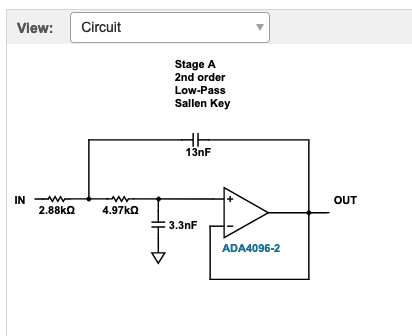 View: Circuit
Stage A
2nd order
Low-Pass
Sallen Key
13nF
IN
OUT
2.88kΩ
4.97kΩ
+
3.3nF
−
ADA4096-2